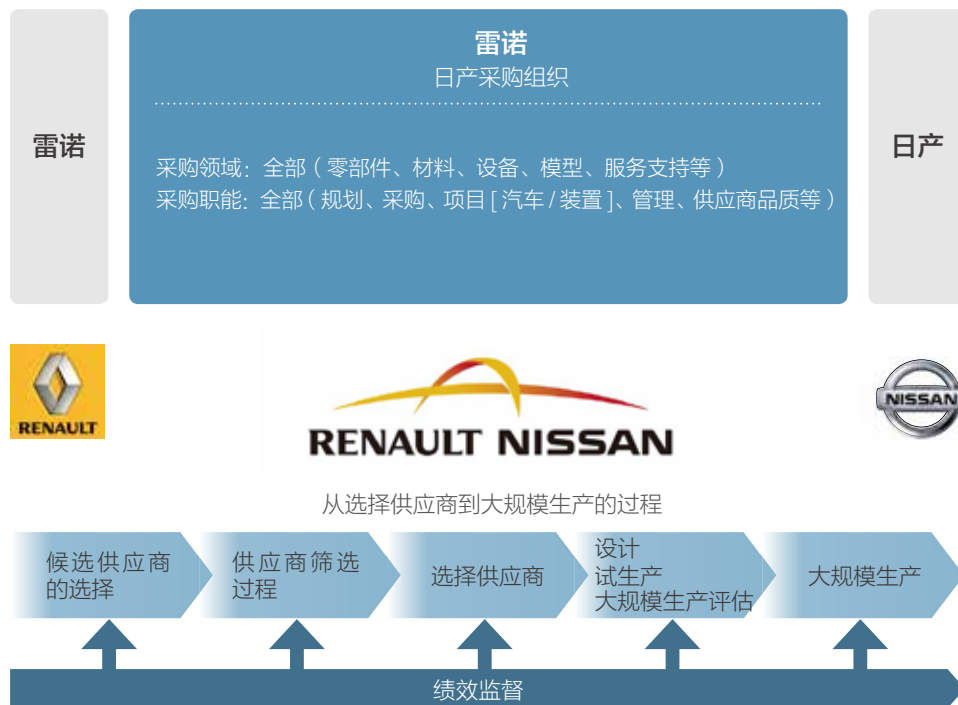 雷诺
雷诺
日产采购组织
采购领域：全部（零部件、材料、设备、模型、服务支持等）
采购职能：全部（规划、采购、项目[汽车/装置]、管理、供应商品质等）
日产
RENAULT
RENAULT NISSAN
NISSAN
从选择供应商到大规模生产的过程
候选供应商
的选择
供应商筛选
过程
选择供应商
设计
试生产
大规模生产评估
大规模生产
绩效监督